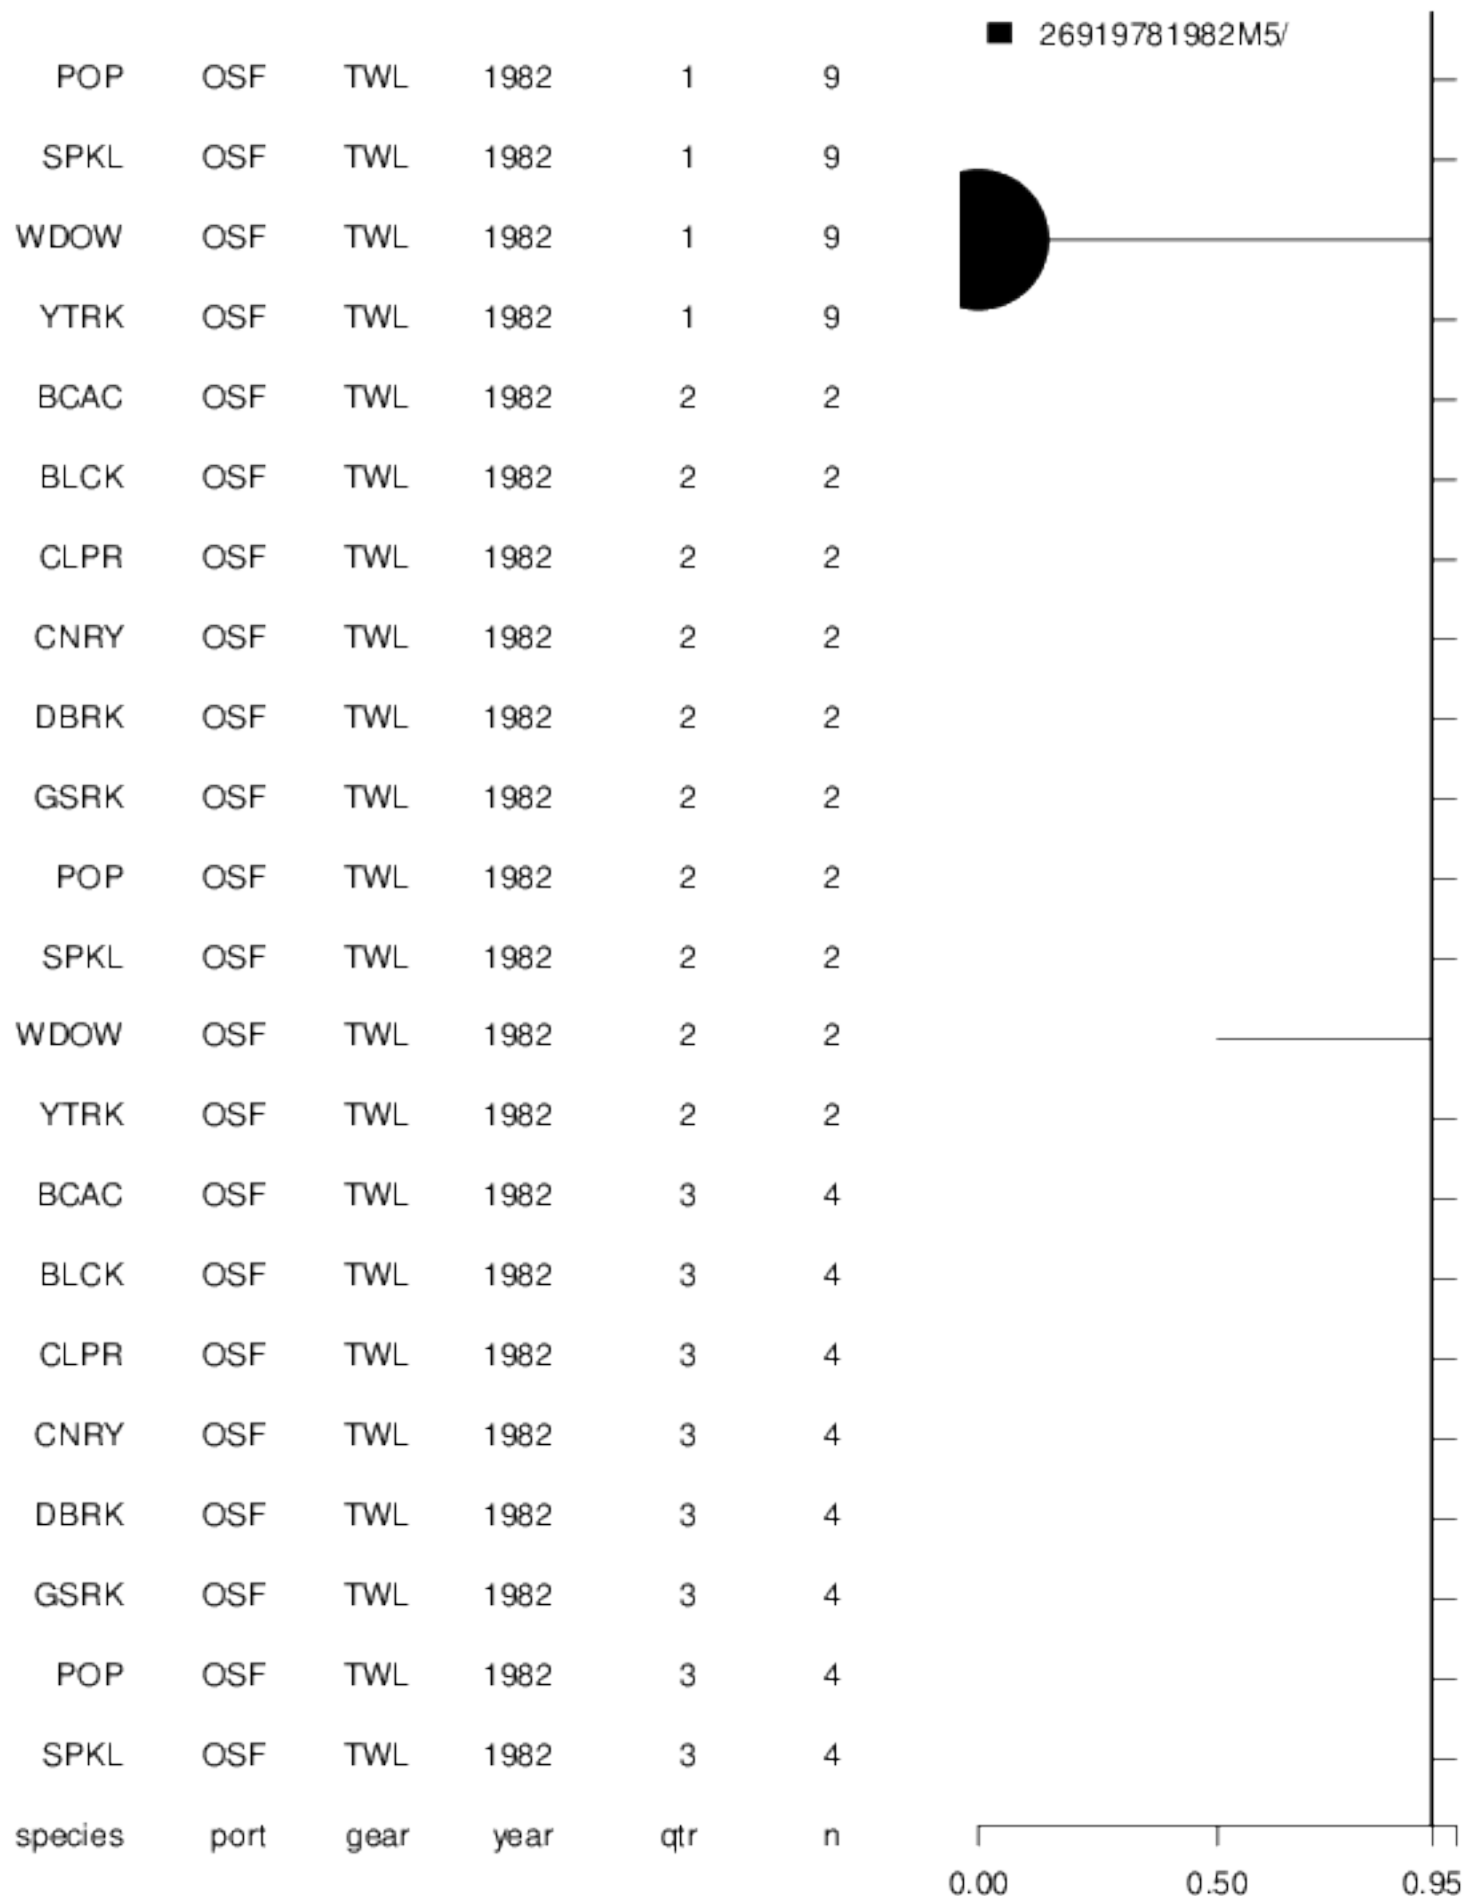 26919781982M5/
POP OSF TWL 1982 1 9
SPKL OSF TWL 1982 1 9
WDOW OSF TWL 1982 1 9
YTRK OSF TWL 1982 1 9
BCAC OSF TWL 1982 2 2
BLCK OSF TWL 1982 2 2
CLPR OSF TWL 1982 2 2
CNRY OSF TWL 1982 2 2
DBRK OSF TWL 1982 2 2
GSRK OSF TWL 1982 2 2
POP OSF TWL 1982 2 2
SPKL OSF TWL 1982 2 2
WDOW OSF TWL 1982 2 2
YTRK OSF TWL 1982 2 2
BCAC OSF TWL 1982 3 4
BLCK OSF TWL 1982 3 4
CLPR OSF TWL 1982 3 4
CNRY OSF TWL 1982 3 4
DBRK OSF TWL 1982 3 4
GSRK OSF TWL 1982 3 4
POP OSF TWL 1982 3 4
SPKL OSF TWL 1982 3 4
species port gear year qtr n
0.00 0.50 0.95